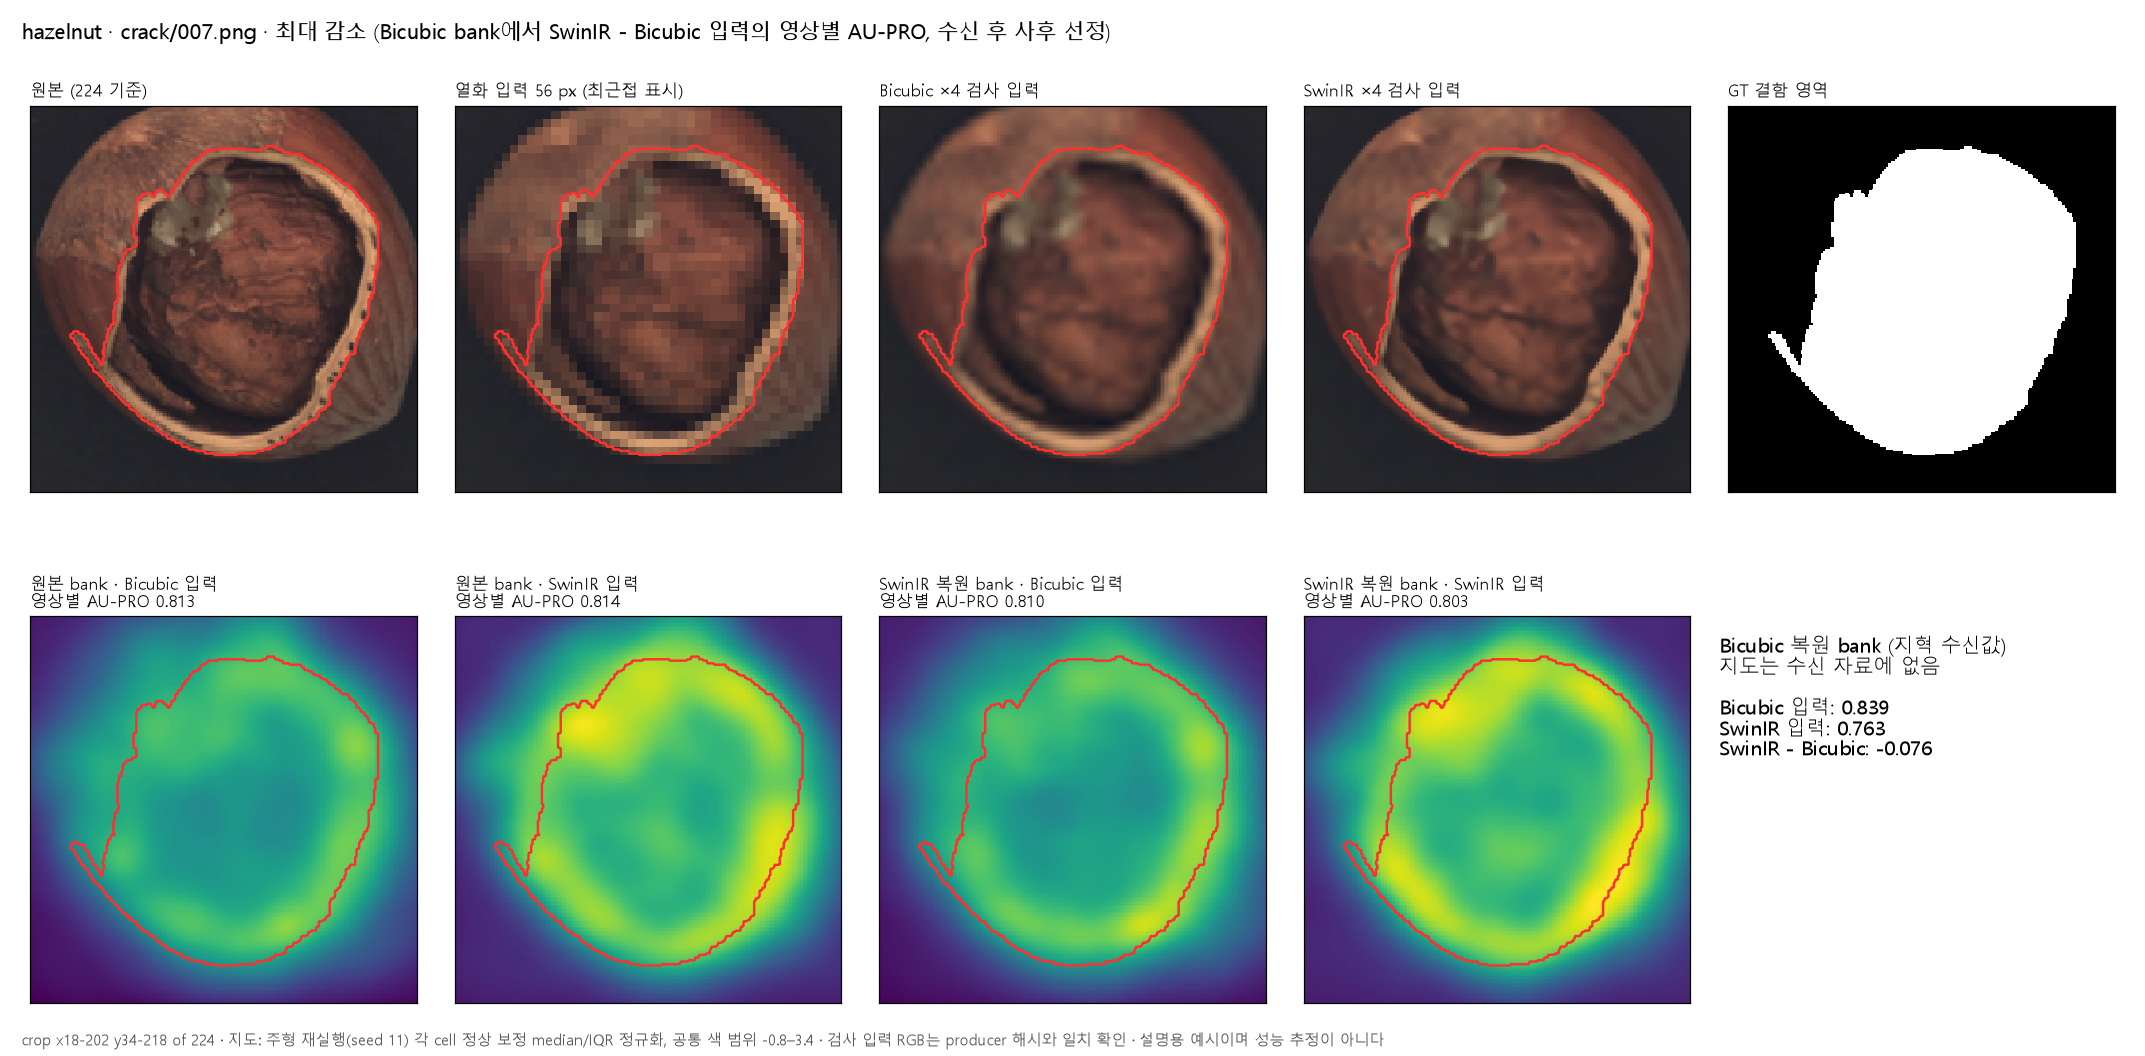 hazelnut · crack/007.png · 최대 감소 (Bicubic bank에서 SwinIR - Bicubic 입력의 영상별 AU-PRO, 수신 후 사후 선정)
원본 (224 기준)
열화 입력 56 px (최근접 표시)
Bicubic ×4 검사 입력
SwinIR ×4 검사 입력
GT 결함 영역
원본 bank · Bicubic 입력
영상별 AU-PRO 0.813
원본 bank · SwinIR 입력
영상별 AU-PRO 0.814
SwinIR 복원 bank · Bicubic 입력
영상별 AU-PRO 0.810
SwinIR 복원 bank · SwinIR 입력
영상별 AU-PRO 0.803
Bicubic 복원 bank (지혁 수신값)
지도는 수신 자료에 없음
Bicubic 입력: 0.839
SwinIR 입력: 0.763
SwinIR - Bicubic: -0.076
crop x18-202 y34-218 of 224 · 지도: 주형 재실행(seed 11) 각 cell 정상 보정 median/IQR 정규화, 공통 색 범위 -0.8–3.4 · 검사 입력 RGB는 producer 해시와 일치 확인 · 설명용 예시이며 성능 추정이 아니다